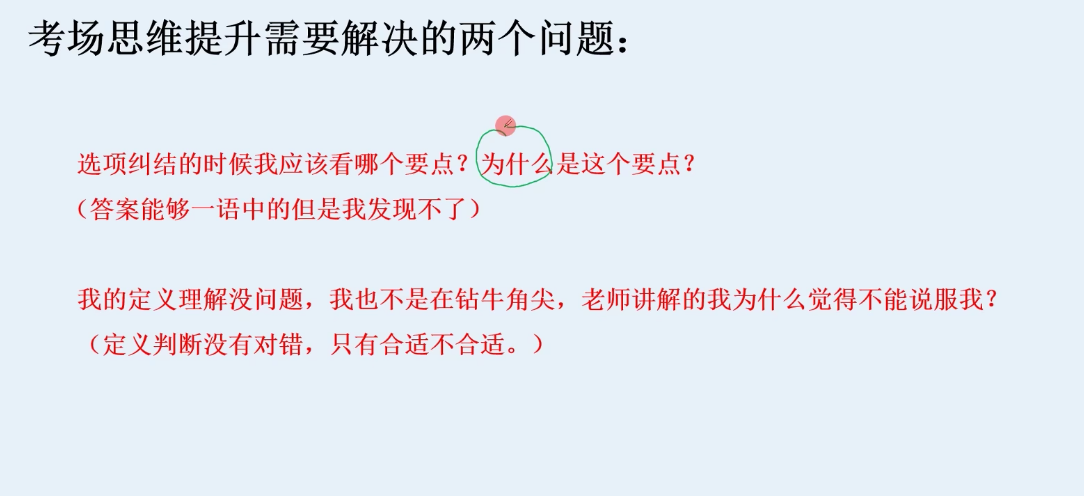 考场思维提升需要解决的两个问题：
选项纠结的时候我应该看哪个要点？为什么是这个要点？
（答案能够一语中的但是我发现不了）
我的定义理解没问题，我也不是在钻牛角尖，老师讲解的我为什么觉得不能说服我？
（定义判断没有对错，只有合适不合适。）